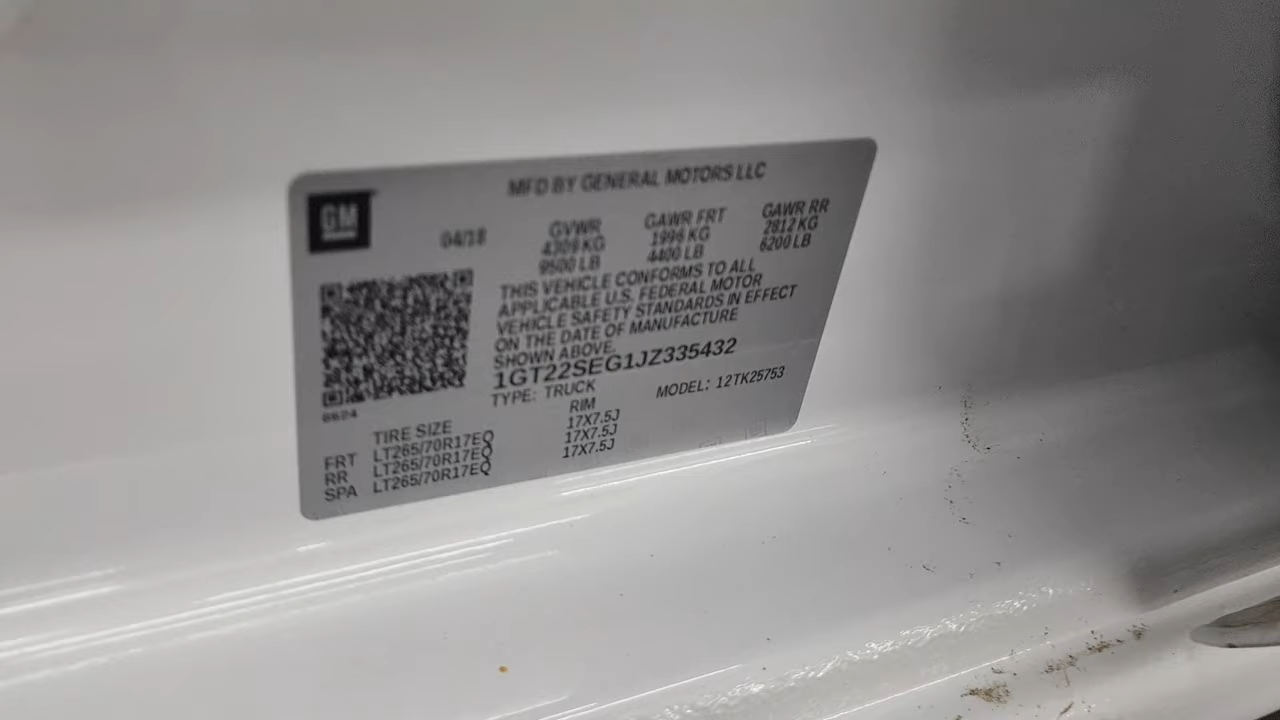 GM
MFD BY GENERAL MOTORS LLC
04/18
GVWR
4309 KG
9500 LB
GAWR FRT
1996 KG
4400 LB
GAWR RR
2812 KG
6200 LB
THIS VEHICLE CONFORMS TO ALL
APPLICABLE U.S. FEDERAL MOTOR
VEHICLE SAFETY STANDARDS IN EFFECT
ON THE DATE OF MANUFACTURE
SHOWN ABOVE.
1GT22SEG1JZ335432
TYPE: TRUCK
MODEL: 12TK25753
TIRE SIZE RIM
FRT LT265/70R17EQ 17X7.5J
RR LT265/70R17EQ 17X7.5J
SPA LT265/70R17EQ 17X7.5J